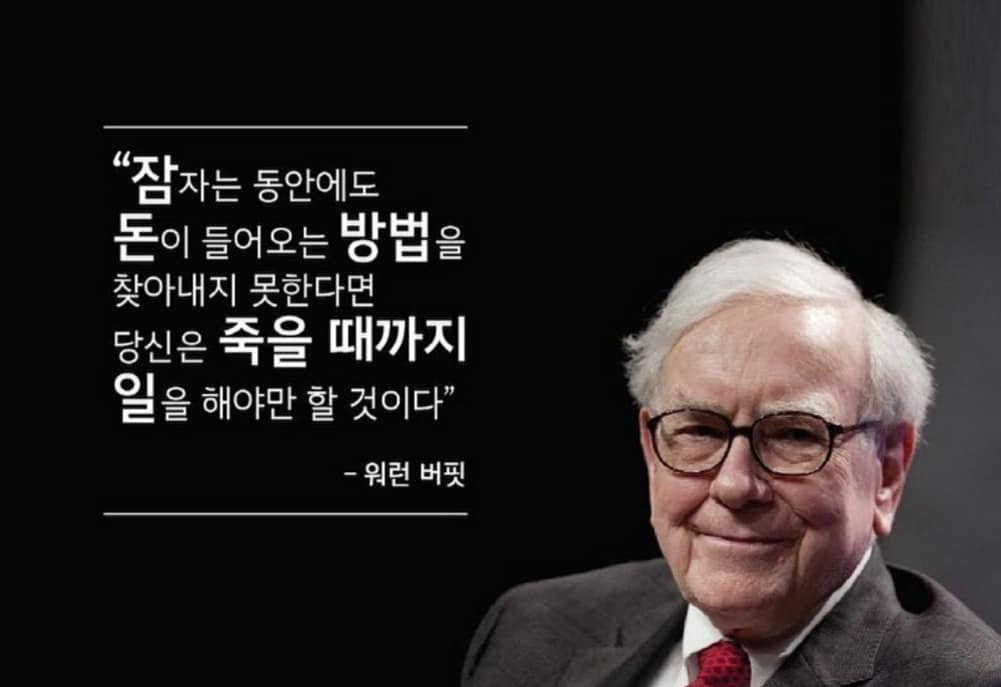 “잠자는 동안에도
돈이 들어오는 방법을
찾아내지 못한다면
당신은 죽을 때까지
일을 해야만 할 것이다”
– 워런 버핏